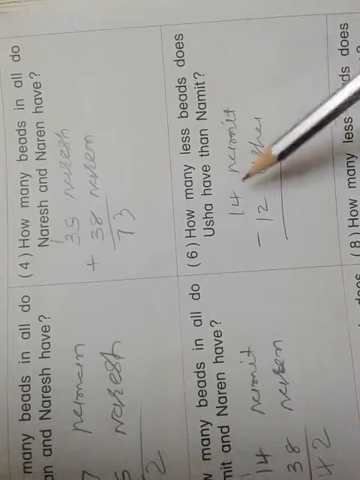 (4) How many beads in all do
Naresh and Naren have?
35 naresh
+ 38 naren
73
(6) How many less beads does
Usha have than Namit?
14 namit
- 12
many beads in all do
an and Naresh have?
naman
naresh
2
w many beads in all do
mit and Naren have?
14 namit
38 naren
42
(8) How many less